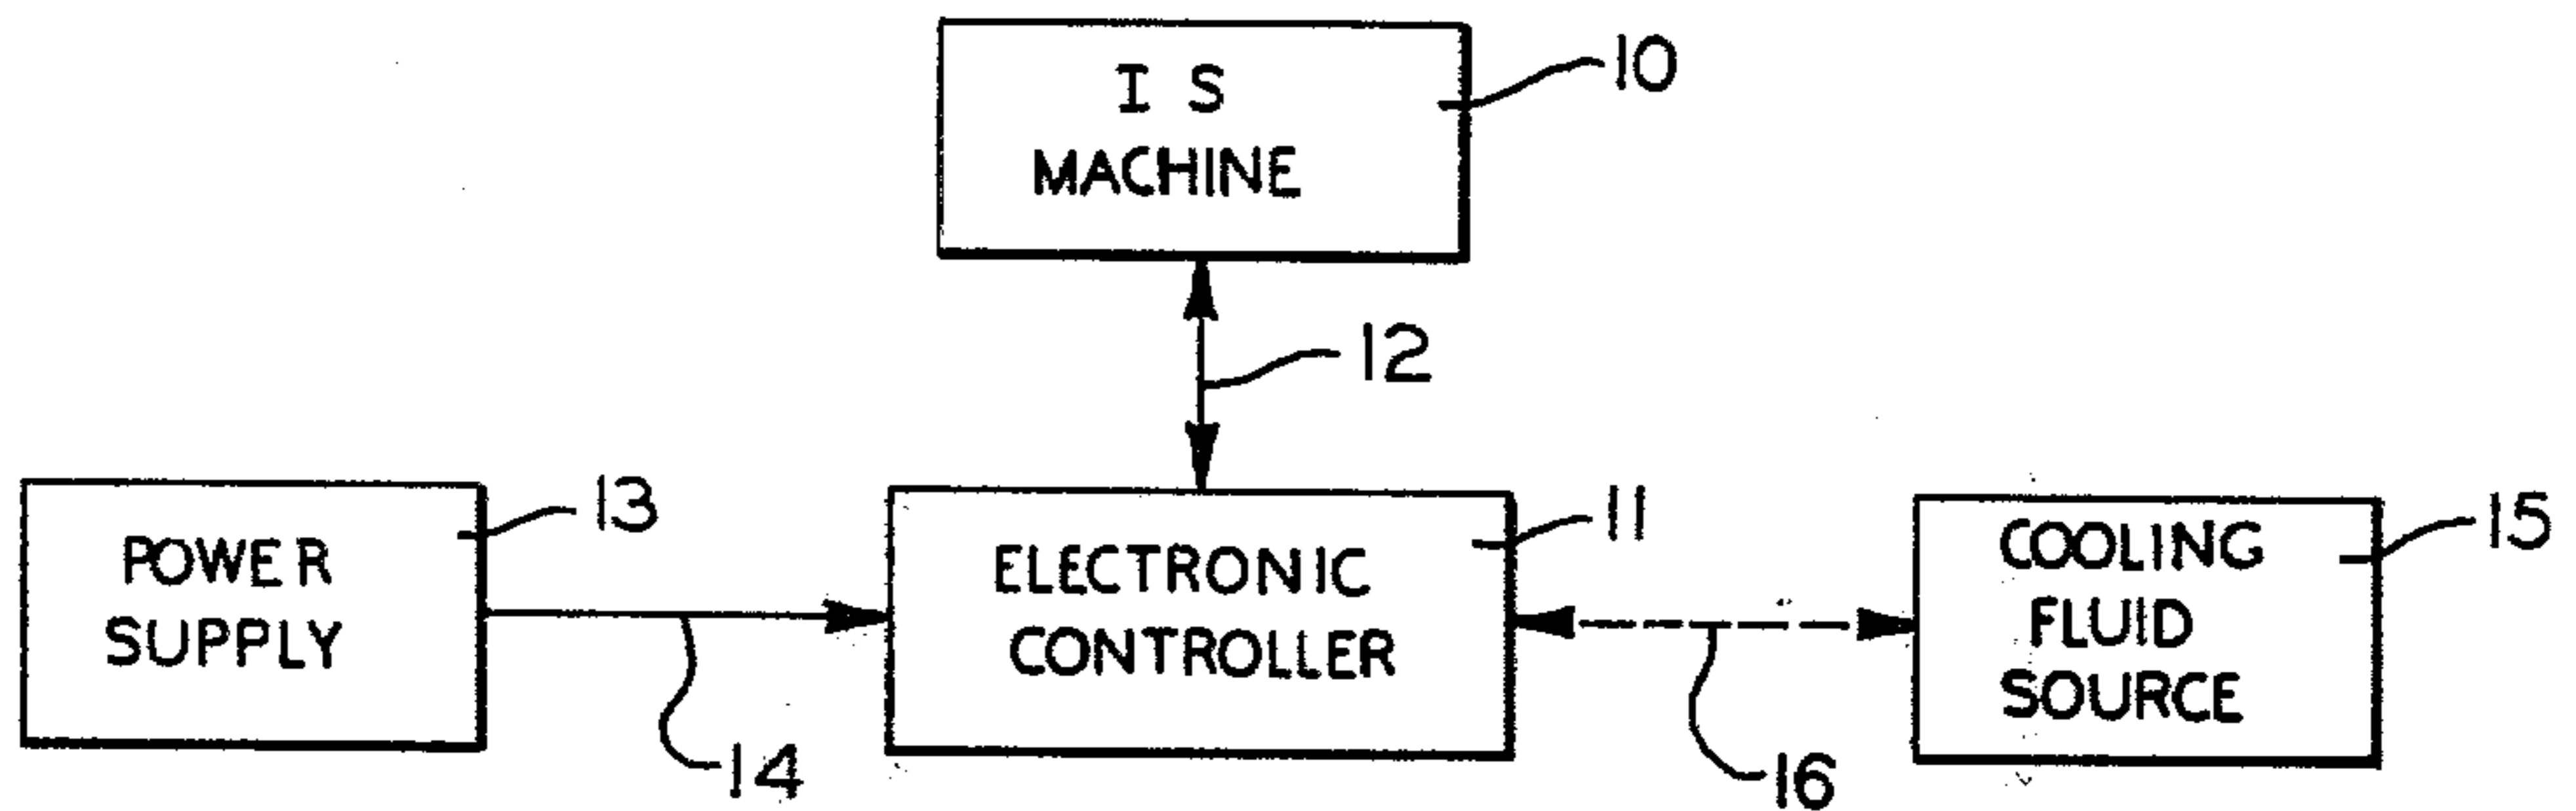 I S
MACHINE
10
12
POWER
SUPPLY
13
14
ELECTRONIC
CONTROLLER
11
16
COOLING
FLUID
SOURCE
15